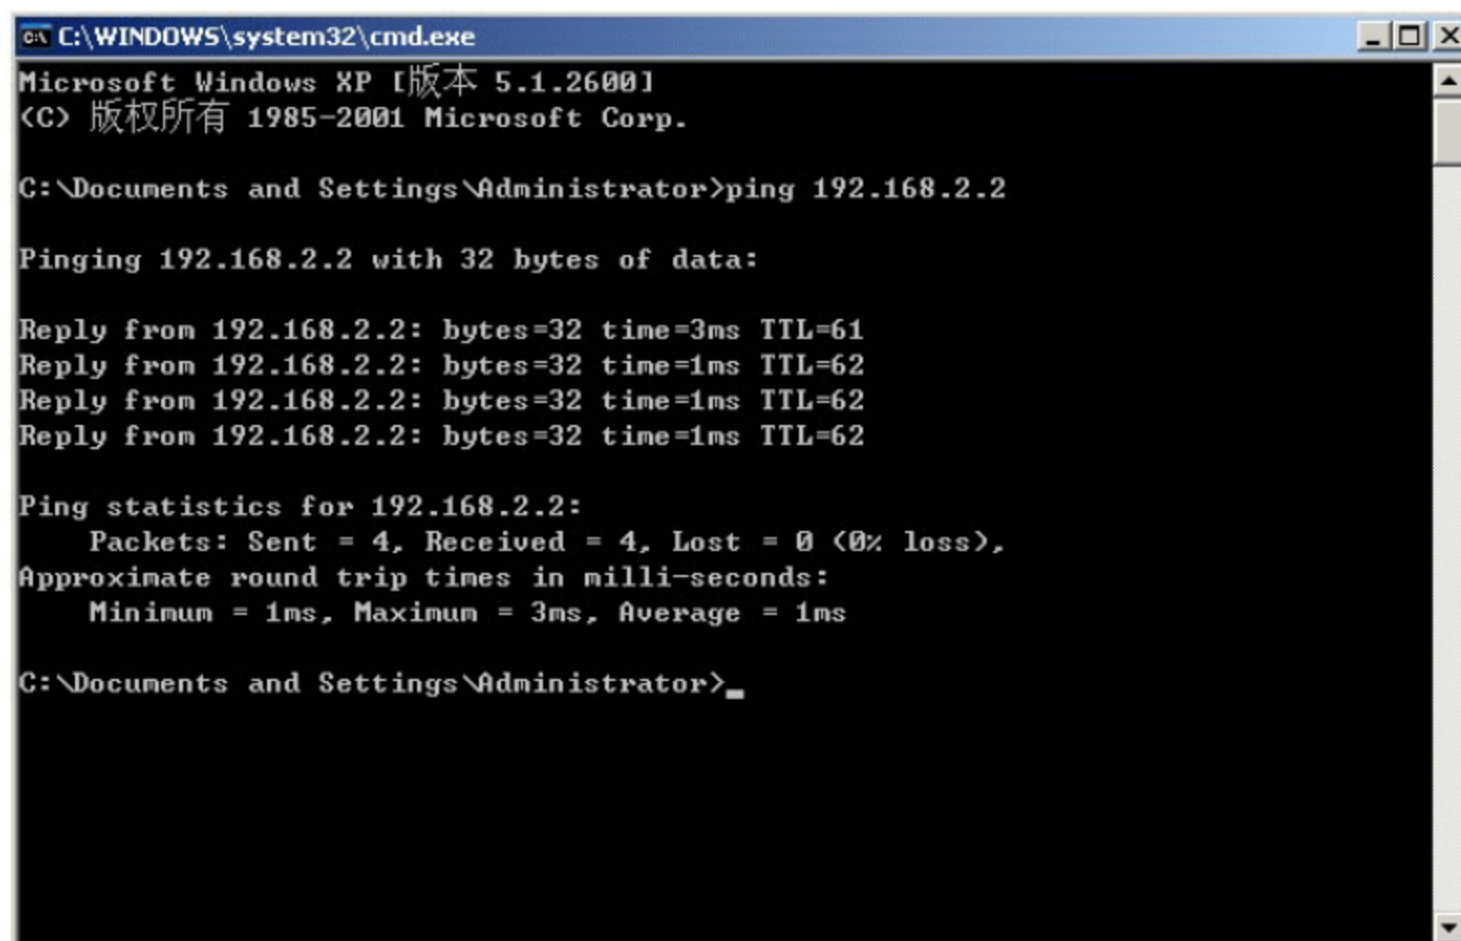 C:\WINDOWS\system32\cmd.exe
Microsoft Windows XP [版本 5.1.2600]
(C) 版权所有 1985-2001 Microsoft Corp.
C:\Documents and Settings\Administrator>ping 192.168.2.2
Pinging 192.168.2.2 with 32 bytes of data:
Reply from 192.168.2.2: bytes=32 time=3ms TTL=61
Reply from 192.168.2.2: bytes=32 time=1ms TTL=62
Reply from 192.168.2.2: bytes=32 time=1ms TTL=62
Reply from 192.168.2.2: bytes=32 time=1ms TTL=62
Ping statistics for 192.168.2.2:
Packets: Sent = 4, Received = 4, Lost = 0 (0% loss),
Approximate round trip times in milli-seconds:
Minimum = 1ms, Maximum = 3ms, Average = 1ms
C:\Documents and Settings\Administrator>_